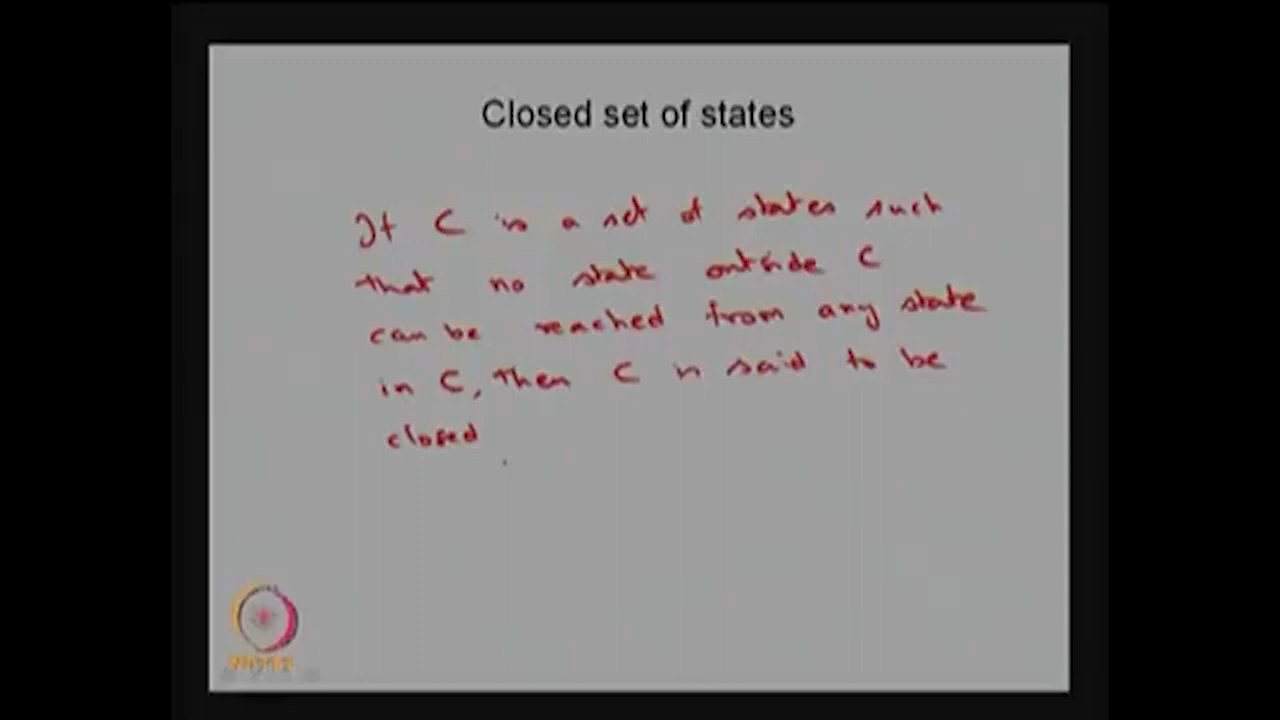 Closed set of states
If C is a set of states such
that no state outside C
can be reached from any state
in C, then C is said to be
closed
NPTEL